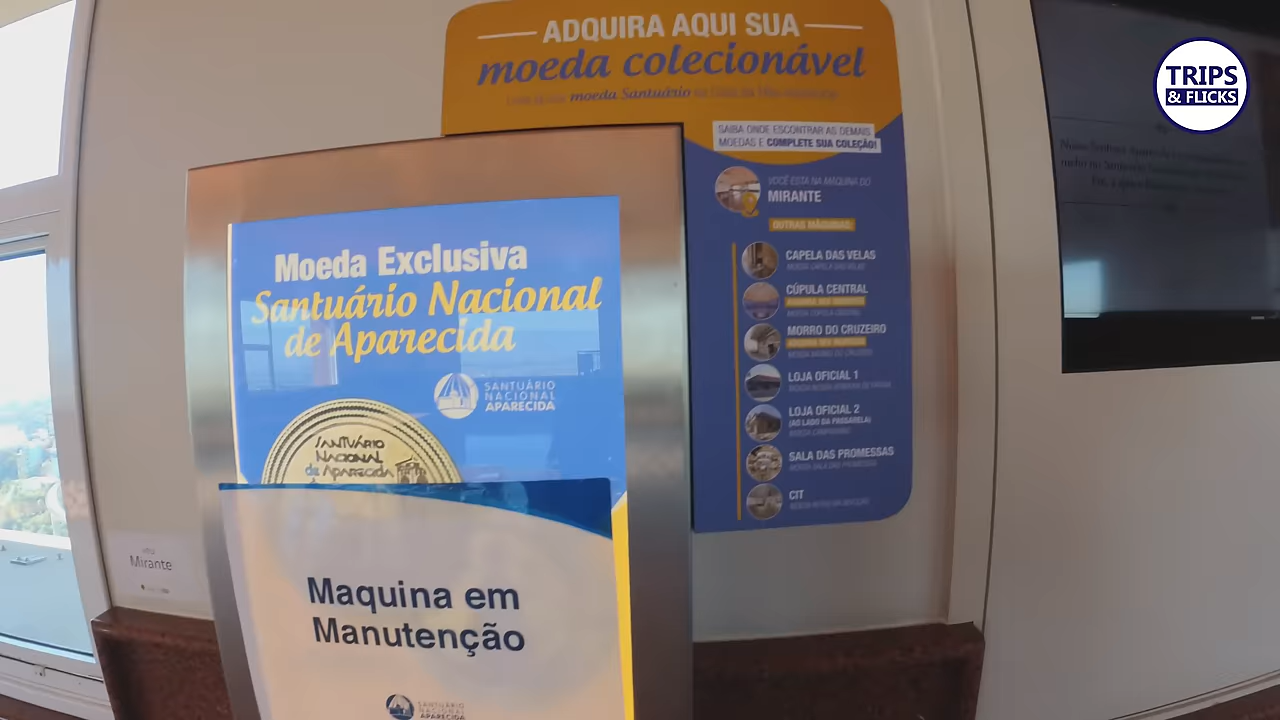 ADQUIRA AQUI SUA
moeda colecionável
moeda Santuário
SAIBA ONDE ESCONTRAR AS DEMAIS
MOEDAS E COMPLETE SUA COLEÇÃO!
VOCÊ ESTA NA MÁQUINA DO
MIRANTE
OUTRAS MÁQUINAS:
CAPELA DAS VELAS
CÚPULA CENTRAL
MORRO DO CRUZEIRO
LOJA OFICIAL 1
LOJA OFICIAL 2
(AO LADO DA PASSARELA)
SALA DAS PROMESSAS
CIT
Moeda Exclusiva
Santuário Nacional
de Aparecida
SANTUÁRIO
NACIONAL
APARECIDA
SANTUÁRIO
NACIONAL
DE APARECIDA
Maquina em
Manutenção
SANTUÁRIO
NACIONAL
APARECIDA
Mirante
TRIPS
& FLICKS